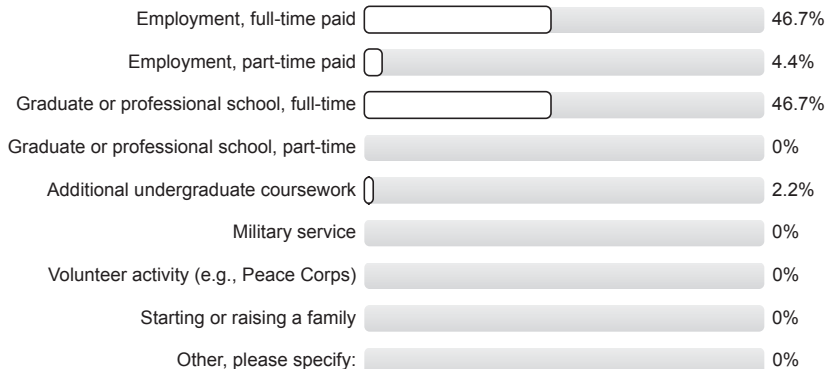 Employment, full-time paid 46.7%
Employment, part-time paid 4.4%
Graduate or professional school, full-time 46.7%
Graduate or professional school, part-time 0%
Additional undergraduate coursework 2.2%
Military service 0%
Volunteer activity (e.g., Peace Corps) 0%
Starting or raising a family 0%
Other, please specify: 0%